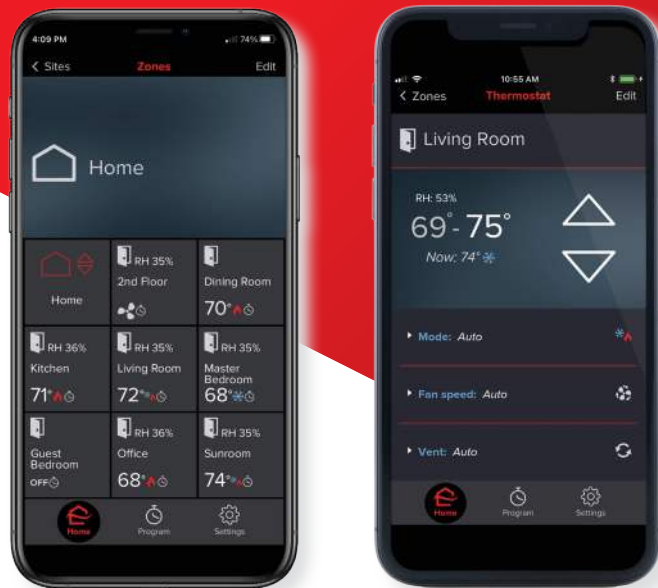 4:09 PM 74%
< Sites Zones Edit
Home
Home
RH 35%
2nd Floor
Dining Room
70°
RH 36%
Kitchen
71°
RH 35%
Living Room
72°
RH 35%
Master
Bedroom
68°
Guest
Bedroom
OFF
RH 36%
Office
68°
RH 35%
Sunroom
74°
Home Program Settings
10:55 AM
< Zones Thermostat Edit
Living Room
RH: 53%
69°- 75°
Now: 74°
Mode: Auto
Fan speed: Auto
Vent: Auto
Home Program Settings